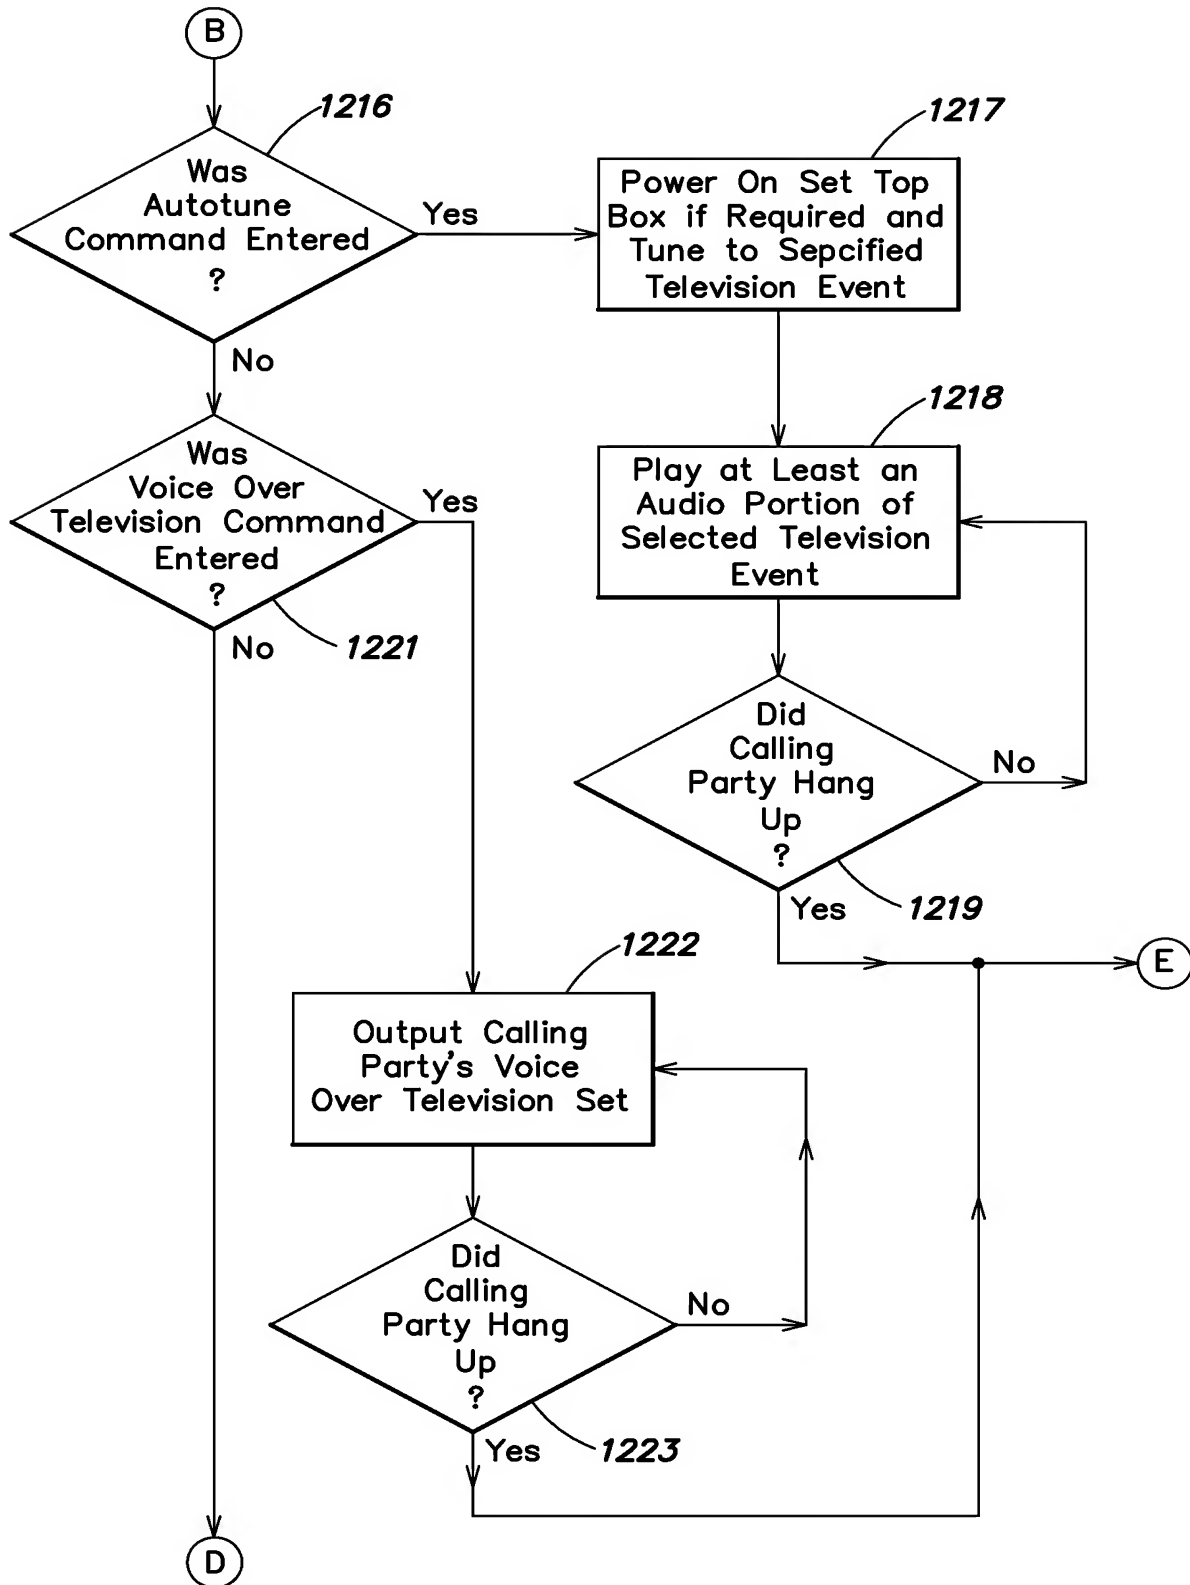 B
1216
Was
Autotune
Command Entered
?
Yes
No
1217
Power On Set Top
Box if Required and
Tune to Sepcified
Television Event
1218
Play at Least an
Audio Portion of
Selected Television
Event
Was
Voice Over
Television Command
Entered
?
Yes
No
1221
Did
Calling
Party Hang
Up
?
No
Yes
1219
E
1222
Output Calling
Party's Voice
Over Television Set
Did
Calling
Party Hang
Up
?
No
Yes
1223
D